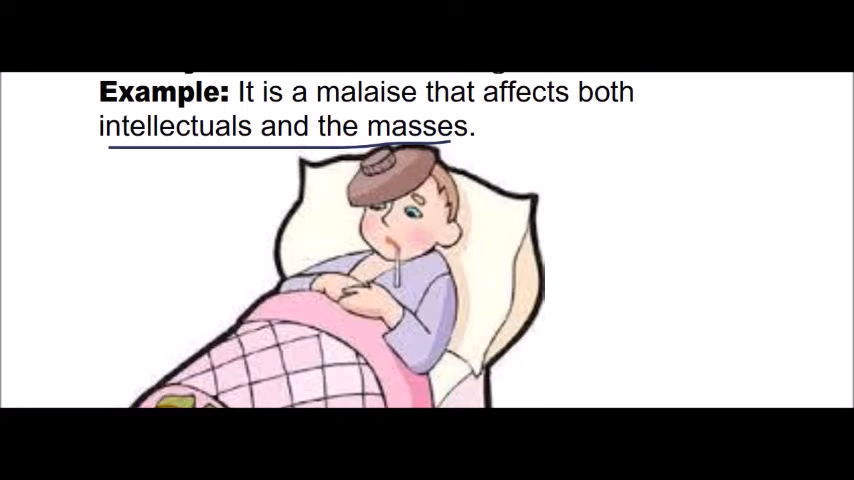 Example: It is a malaise that affects both
intellectuals and the masses.